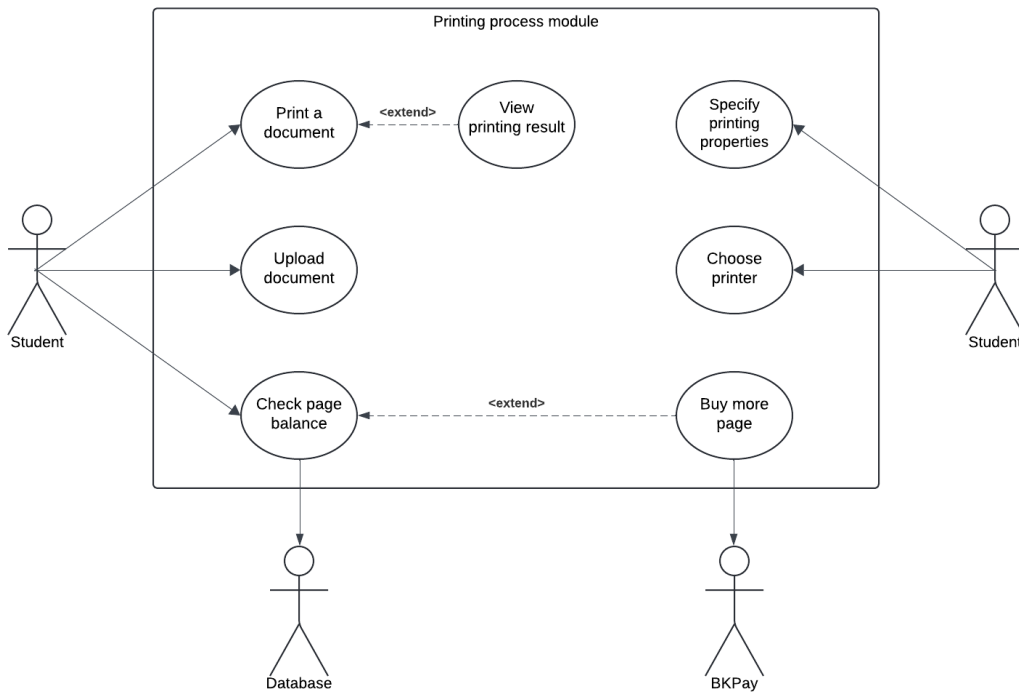 Printing process module
Print a
document
<extend>
View
printing result
Specify
printing
properties
Upload
document
Choose
printer
Student
Student
Check page
balance
<extend>
Buy more
page
Database
BKPay